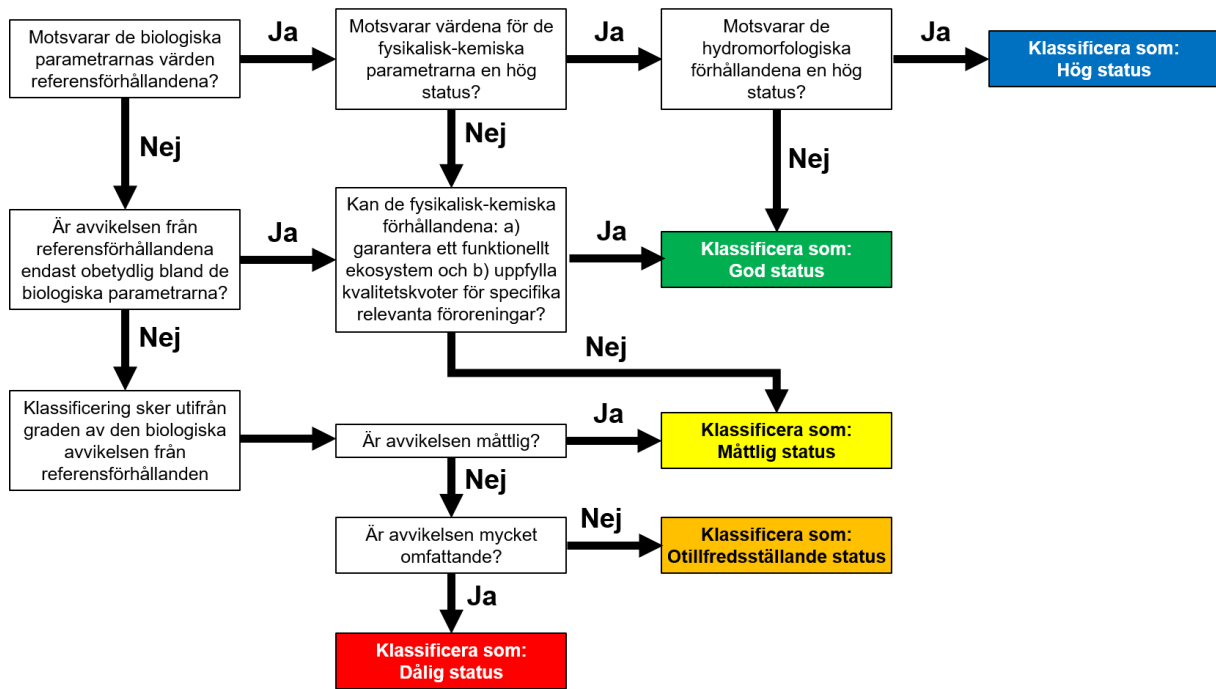 Motsvarar de biologiska
parametrarnas värden
referensförhållandena?
Ja
Motsvarar värdena för de
fysikalisk-kemiska
parametrarna en hög
status?
Ja
Motsvarar de
hydromorfologiska
förhållandena en hög
status?
Ja
Klassificera som:
Hög status
Nej
Nej
Nej
Är avvikelsen från
referensförhållandena
endast obetydlig bland de
biologiska parametrarna?
Ja
Kan de fysikalisk-kemiska
förhållandena: a)
garantera ett funktionellt
ekosystem och b) uppfylla
kvalitetskvoter för specifika
relevanta föroreningar?
Ja
Klassificera som:
God status
Nej
Nej
Klassificering sker utifrån
graden av den biologiska
avvikelsen från
referensförhållanden
Är avvikelsen måttlig?
Ja
Klassificera som:
Måttlig status
Nej
Är avvikelsen mycket
omfattande?
Nej
Klassificera som:
Otillfredsställande status
Ja
Klassificera som:
Dålig status